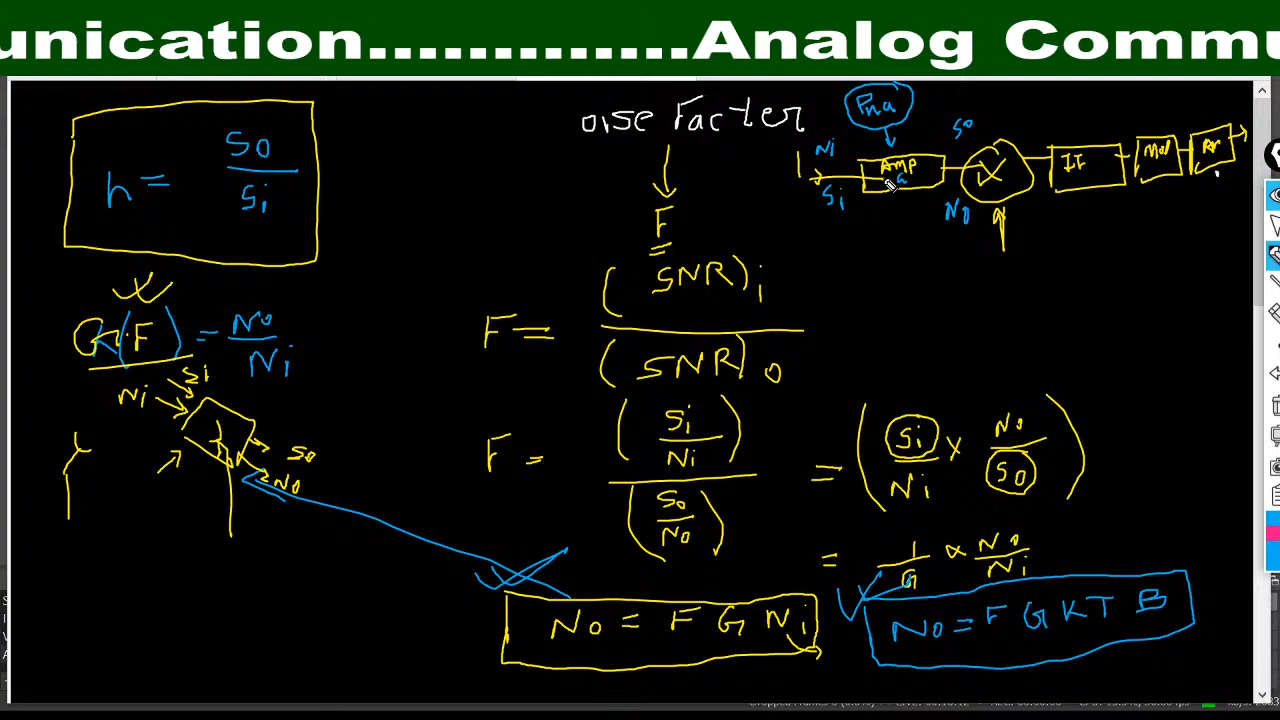 unication.............Analog Commu
oise Facter
F
F = (SNR)i / (SNR)o
F = (Si/Ni) / (So/No) = (Si/Ni × No/So)
= 1/G × No/Ni
No = F G Ni
No = F G K T B
h = So/Si
(F) = No/Ni
Ni Si
So
No
Pna
Ni
Si
AMP
So
No
IF